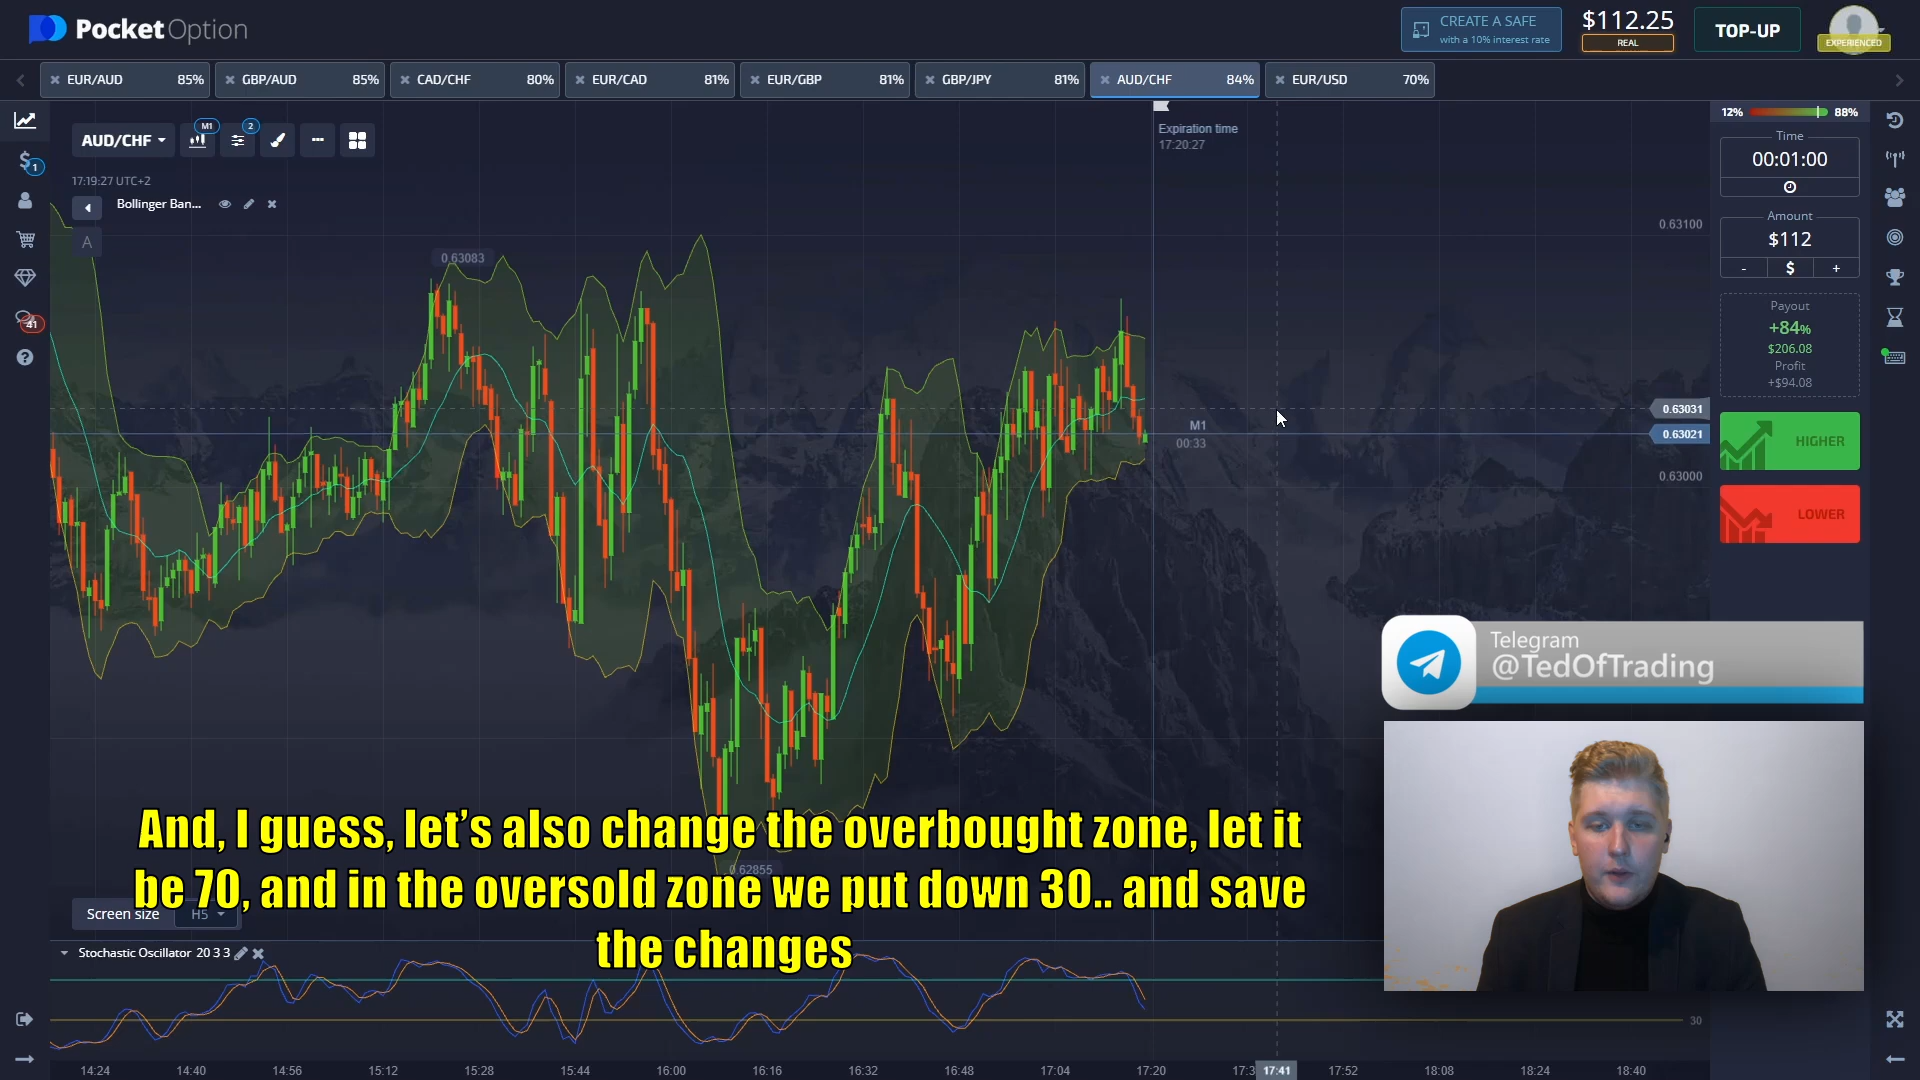 PocketOption
CREATE A SAFE
with a 10% interest rate
$112.25
REAL
TOP-UP
EXPERIENCED
EUR/AUD 85%
GBP/AUD 85%
CAD/CHF 80%
EUR/CAD 81%
EUR/GBP 81%
GBP/JPY 81%
AUD/CHF 84%
EUR/USD 70%
AUD/CHF
M1
2
17:19:27 UTC+2
Bollinger Ban...
A
1
41
Expiration time
17:20:27
0.63083
0.63100
0.63031
0.63021
0.63000
0.62855
M1
00:33
12%
88%
Time
00:01:00
Amount
$112
- $ +
Payout
+84%
$206.08
Profit
+$94.08
HIGHER
LOWER
Telegram
@TedOfTrading
And, I guess, let's also change the overbought zone, let it
be 70, and in the oversold zone we put down 30.. and save
the changes
Screen size H5
Stochastic Oscillator 20 3 3
30
14:24 14:40 14:56 15:12 15:28 15:44 16:00 16:16 16:32 16:48 17:04 17:20 17:3 17:41 17:52 18:08 18:24 18:40